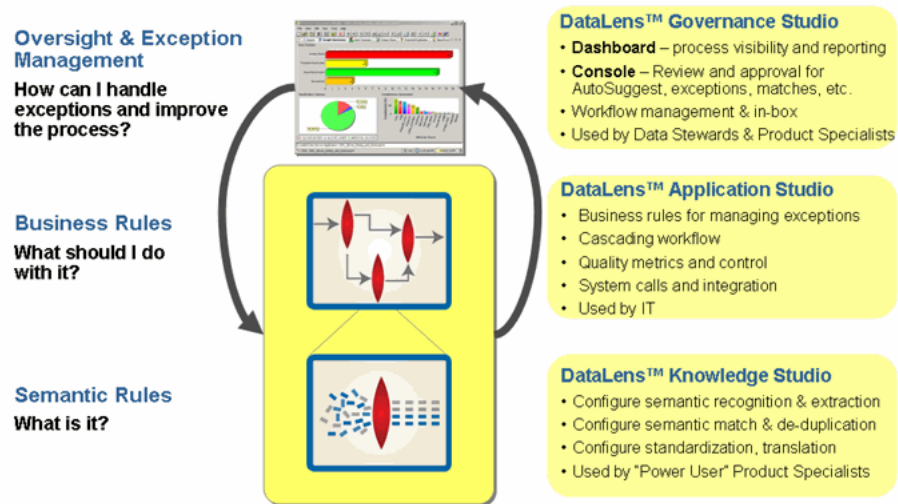 Oversight & Exception
Management
How can I handle
exceptions and improve
the process?
Business Rules
What should I do
with it?
Semantic Rules
What is it?
DataLens™ Governance Studio
• Dashboard – process visibility and reporting
• Console – Review and approval for
AutoSuggest, exceptions, matches, etc.
• Workflow management & in-box
• Used by Data Stewards & Product Specialists
DataLens™ Application Studio
• Business rules for managing exceptions
• Cascading workflow
• Quality metrics and control
• System calls and integration
• Used by IT
DataLens™ Knowledge Studio
• Configure semantic recognition & extraction
• Configure semantic match & de-duplication
• Configure standardization, translation
• Used by "Power User" Product Specialists